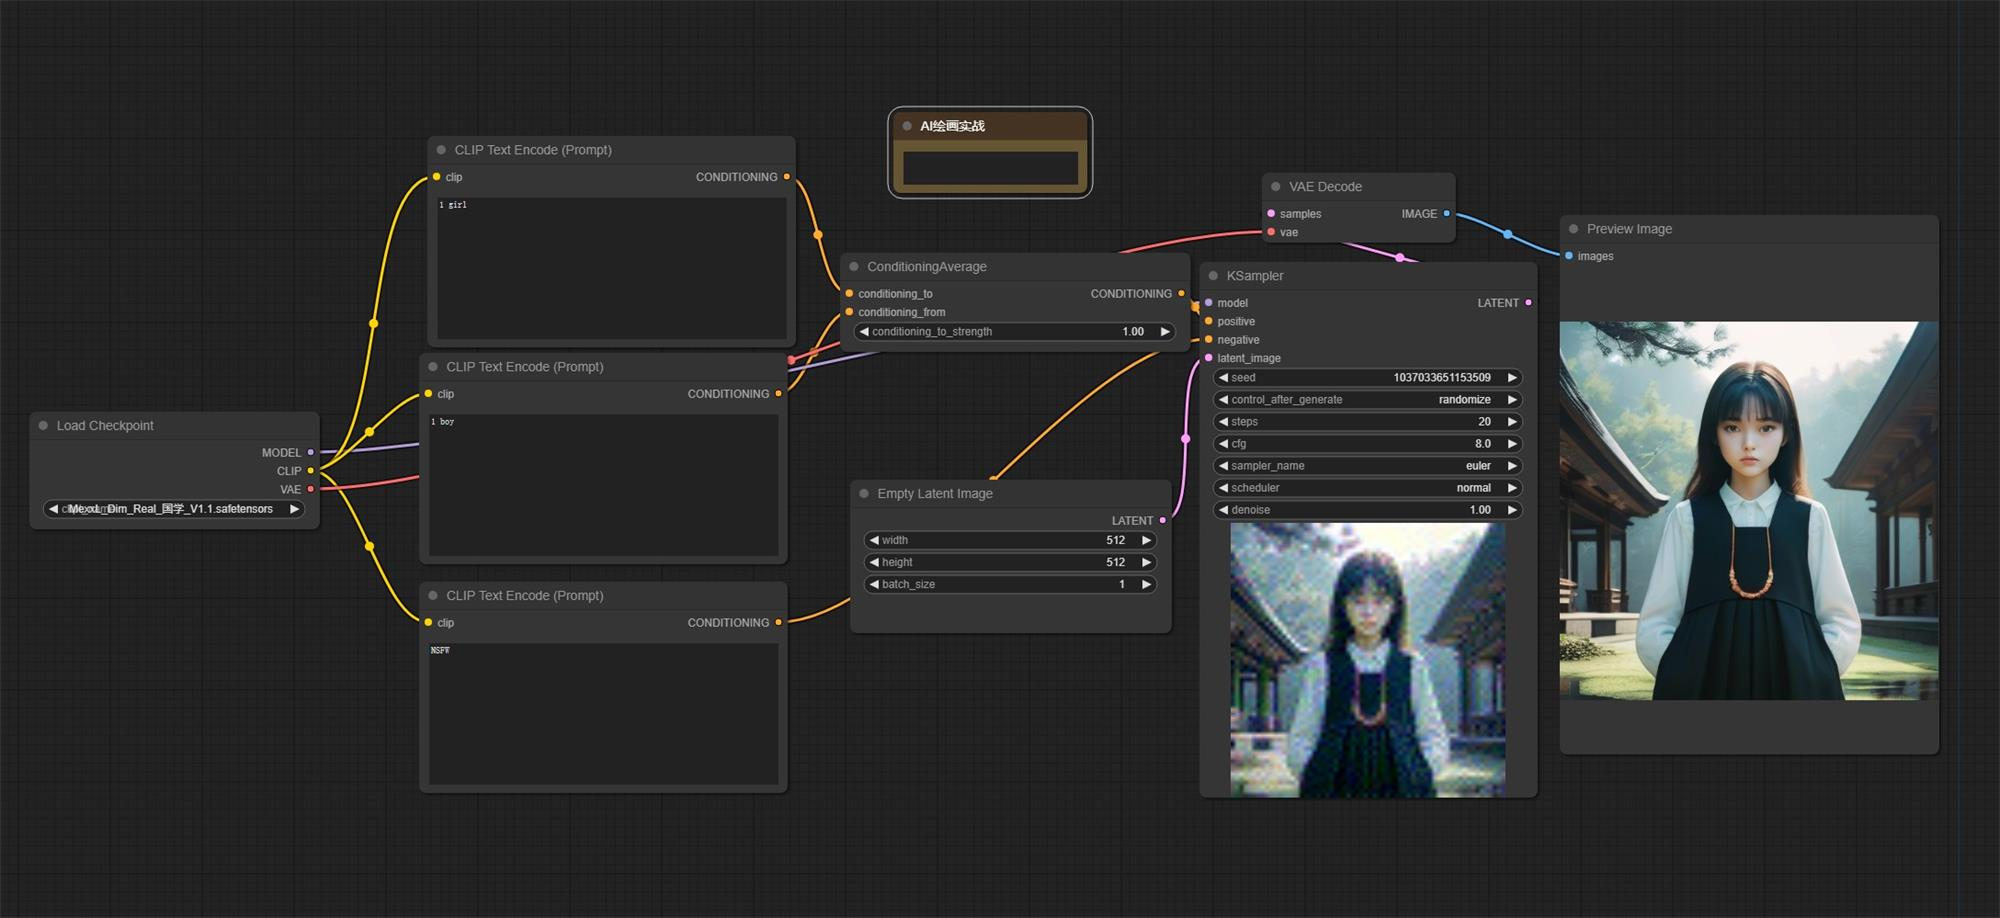 AI绘画实战
CLIP Text Encode (Prompt)
clip CONDITIONING
1 girl
CLIP Text Encode (Prompt)
clip CONDITIONING
1 boy
CLIP Text Encode (Prompt)
clip CONDITIONING
NSFW
Load Checkpoint
MODEL
CLIP
VAE
Dim_Real_国学_V1.1.safetensors
ConditioningAverage
conditioning_to CONDITIONING
conditioning_from
conditioning_to_strength 1.00
Empty Latent Image
LATENT
width 512
height 512
batch_size 1
VAE Decode
samples IMAGE
vae
KSampler
model LATENT
positive
negative
latent_image
seed 1037033651153509
control_after_generate randomize
steps 20
cfg 8.0
sampler_name euler
scheduler normal
denoise 1.00
Preview Image
images